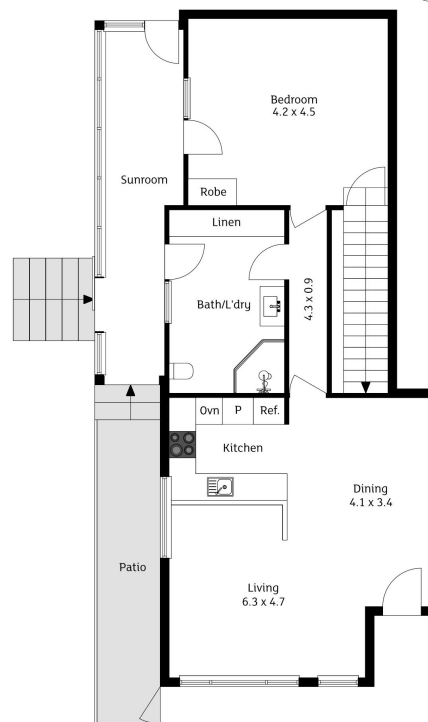 Bedroom
4.2 x 4.5
Sunroom
Robe
Linen
Bath/L'dry
4.3 x 0.9
Ovn P Ref.
Kitchen
Dining
4.1 x 3.4
Patio
Living
6.3 x 4.7